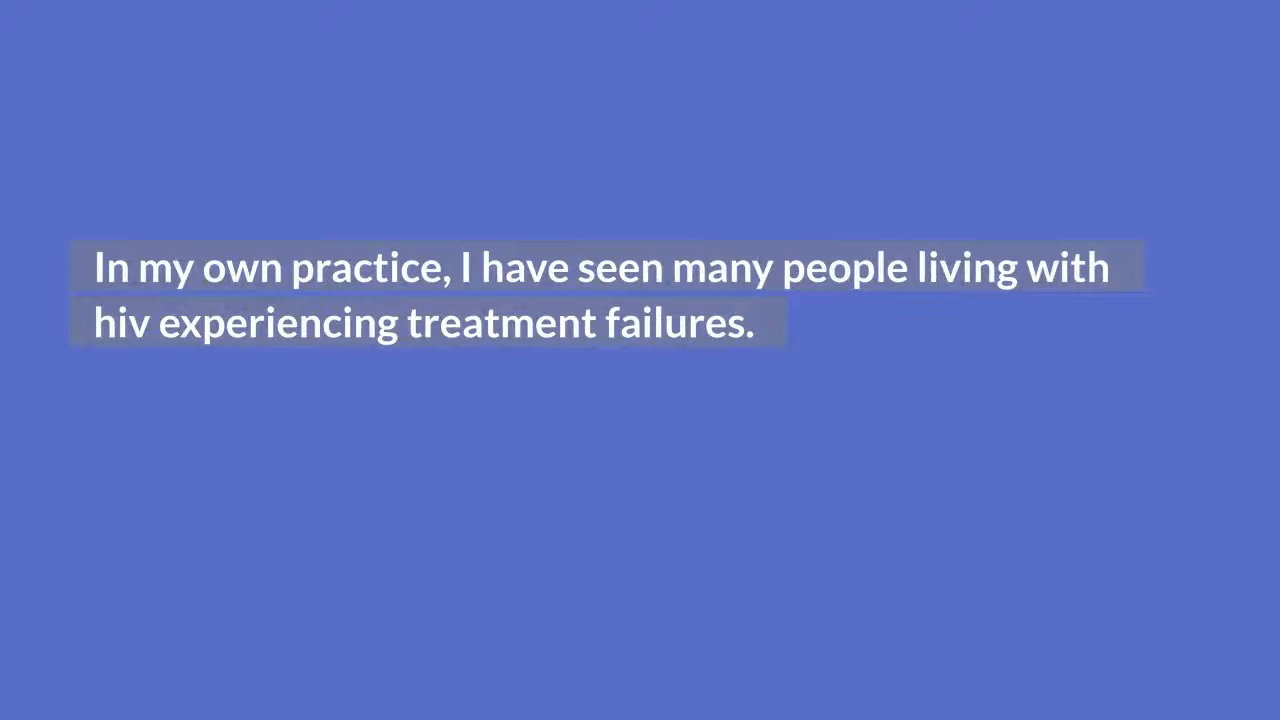 In my own practice, I have seen many people living with
hiv experiencing treatment failures.